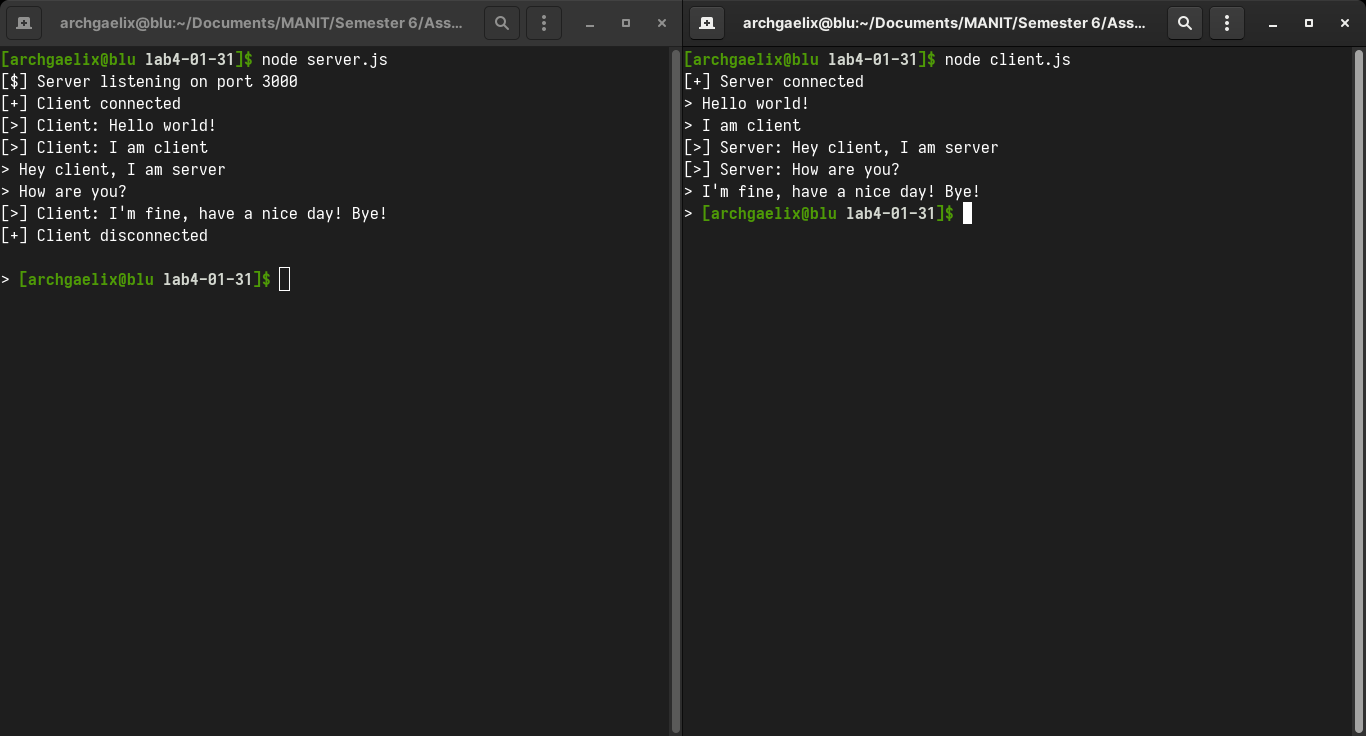 archgaelix@blu:~/Documents/MANIT/Semester 6/Ass...
[archgaelix@blu lab4-01-31]$ node server.js
[$] Server listening on port 3000
[+] Client connected
[>] Client: Hello world!
[>] Client: I am client
> Hey client, I am server
> How are you?
[>] Client: I'm fine, have a nice day! Bye!
[+] Client disconnected
> [archgaelix@blu lab4-01-31]$
archgaelix@blu:~/Documents/MANIT/Semester 6/Ass...
[archgaelix@blu lab4-01-31]$ node client.js
[+] Server connected
> Hello world!
> I am client
[>] Server: Hey client, I am server
[>] Server: How are you?
> I'm fine, have a nice day! Bye!
> [archgaelix@blu lab4-01-31]$